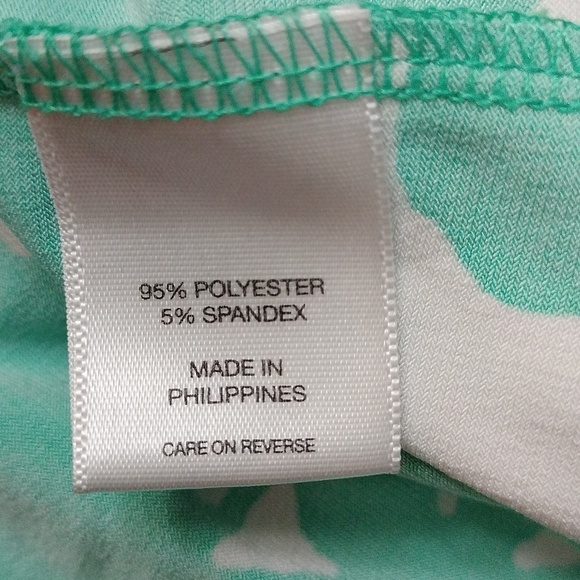 95% POLYESTER
5% SPANDEX
MADE IN
PHILIPPINES
CARE ON REVERSE